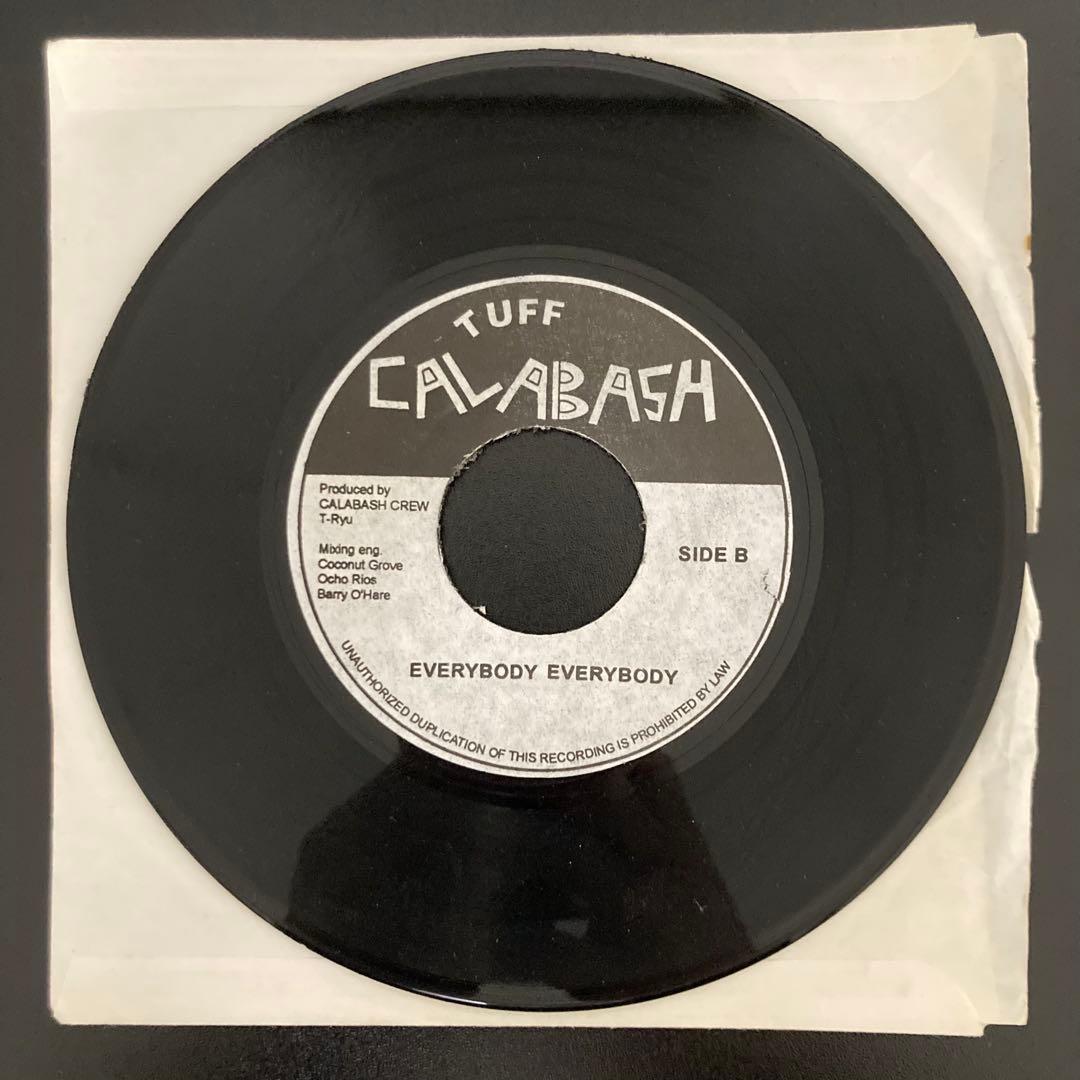 TUFF
CALABASH
Produced by
CALABASH CREW
T-Ryu
Mixing eng.
Coconut Grove
Ocho Rios
Barry O'Hare
SIDE B
EVERYBODY EVERYBODY
UNAUTHORIZED DUPLICATION OF THIS RECORDING IS PROHIBITED BY LAW